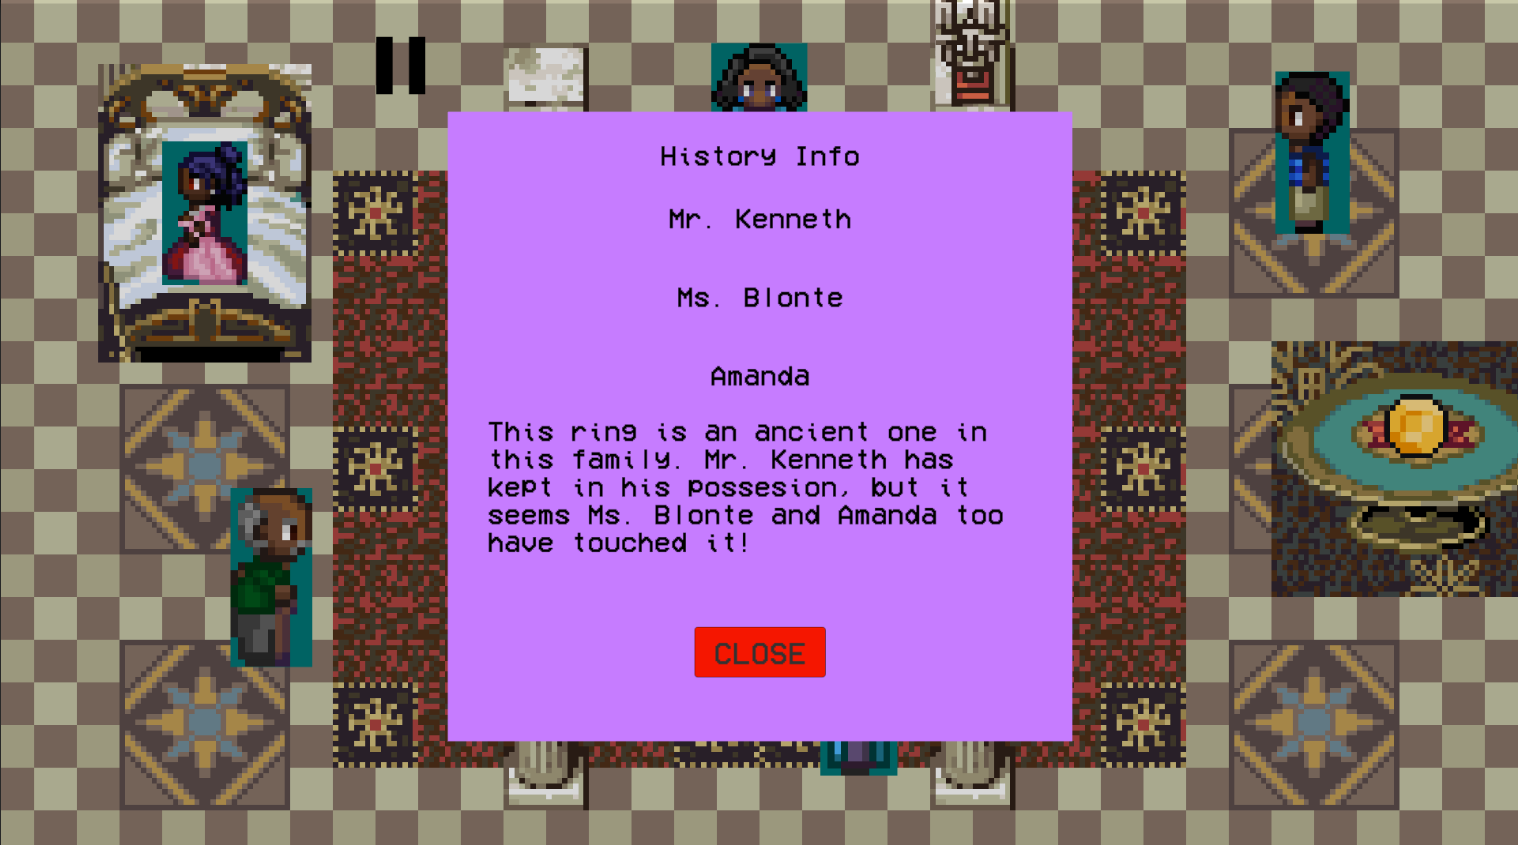 History Info
Mr. Kenneth
Ms. Blonte
Amanda
This ring is an ancient one in
this family. Mr. Kenneth has
kept in his possesion, but it
seems Ms. Blonte and Amanda too
have touched it!
CLOSE